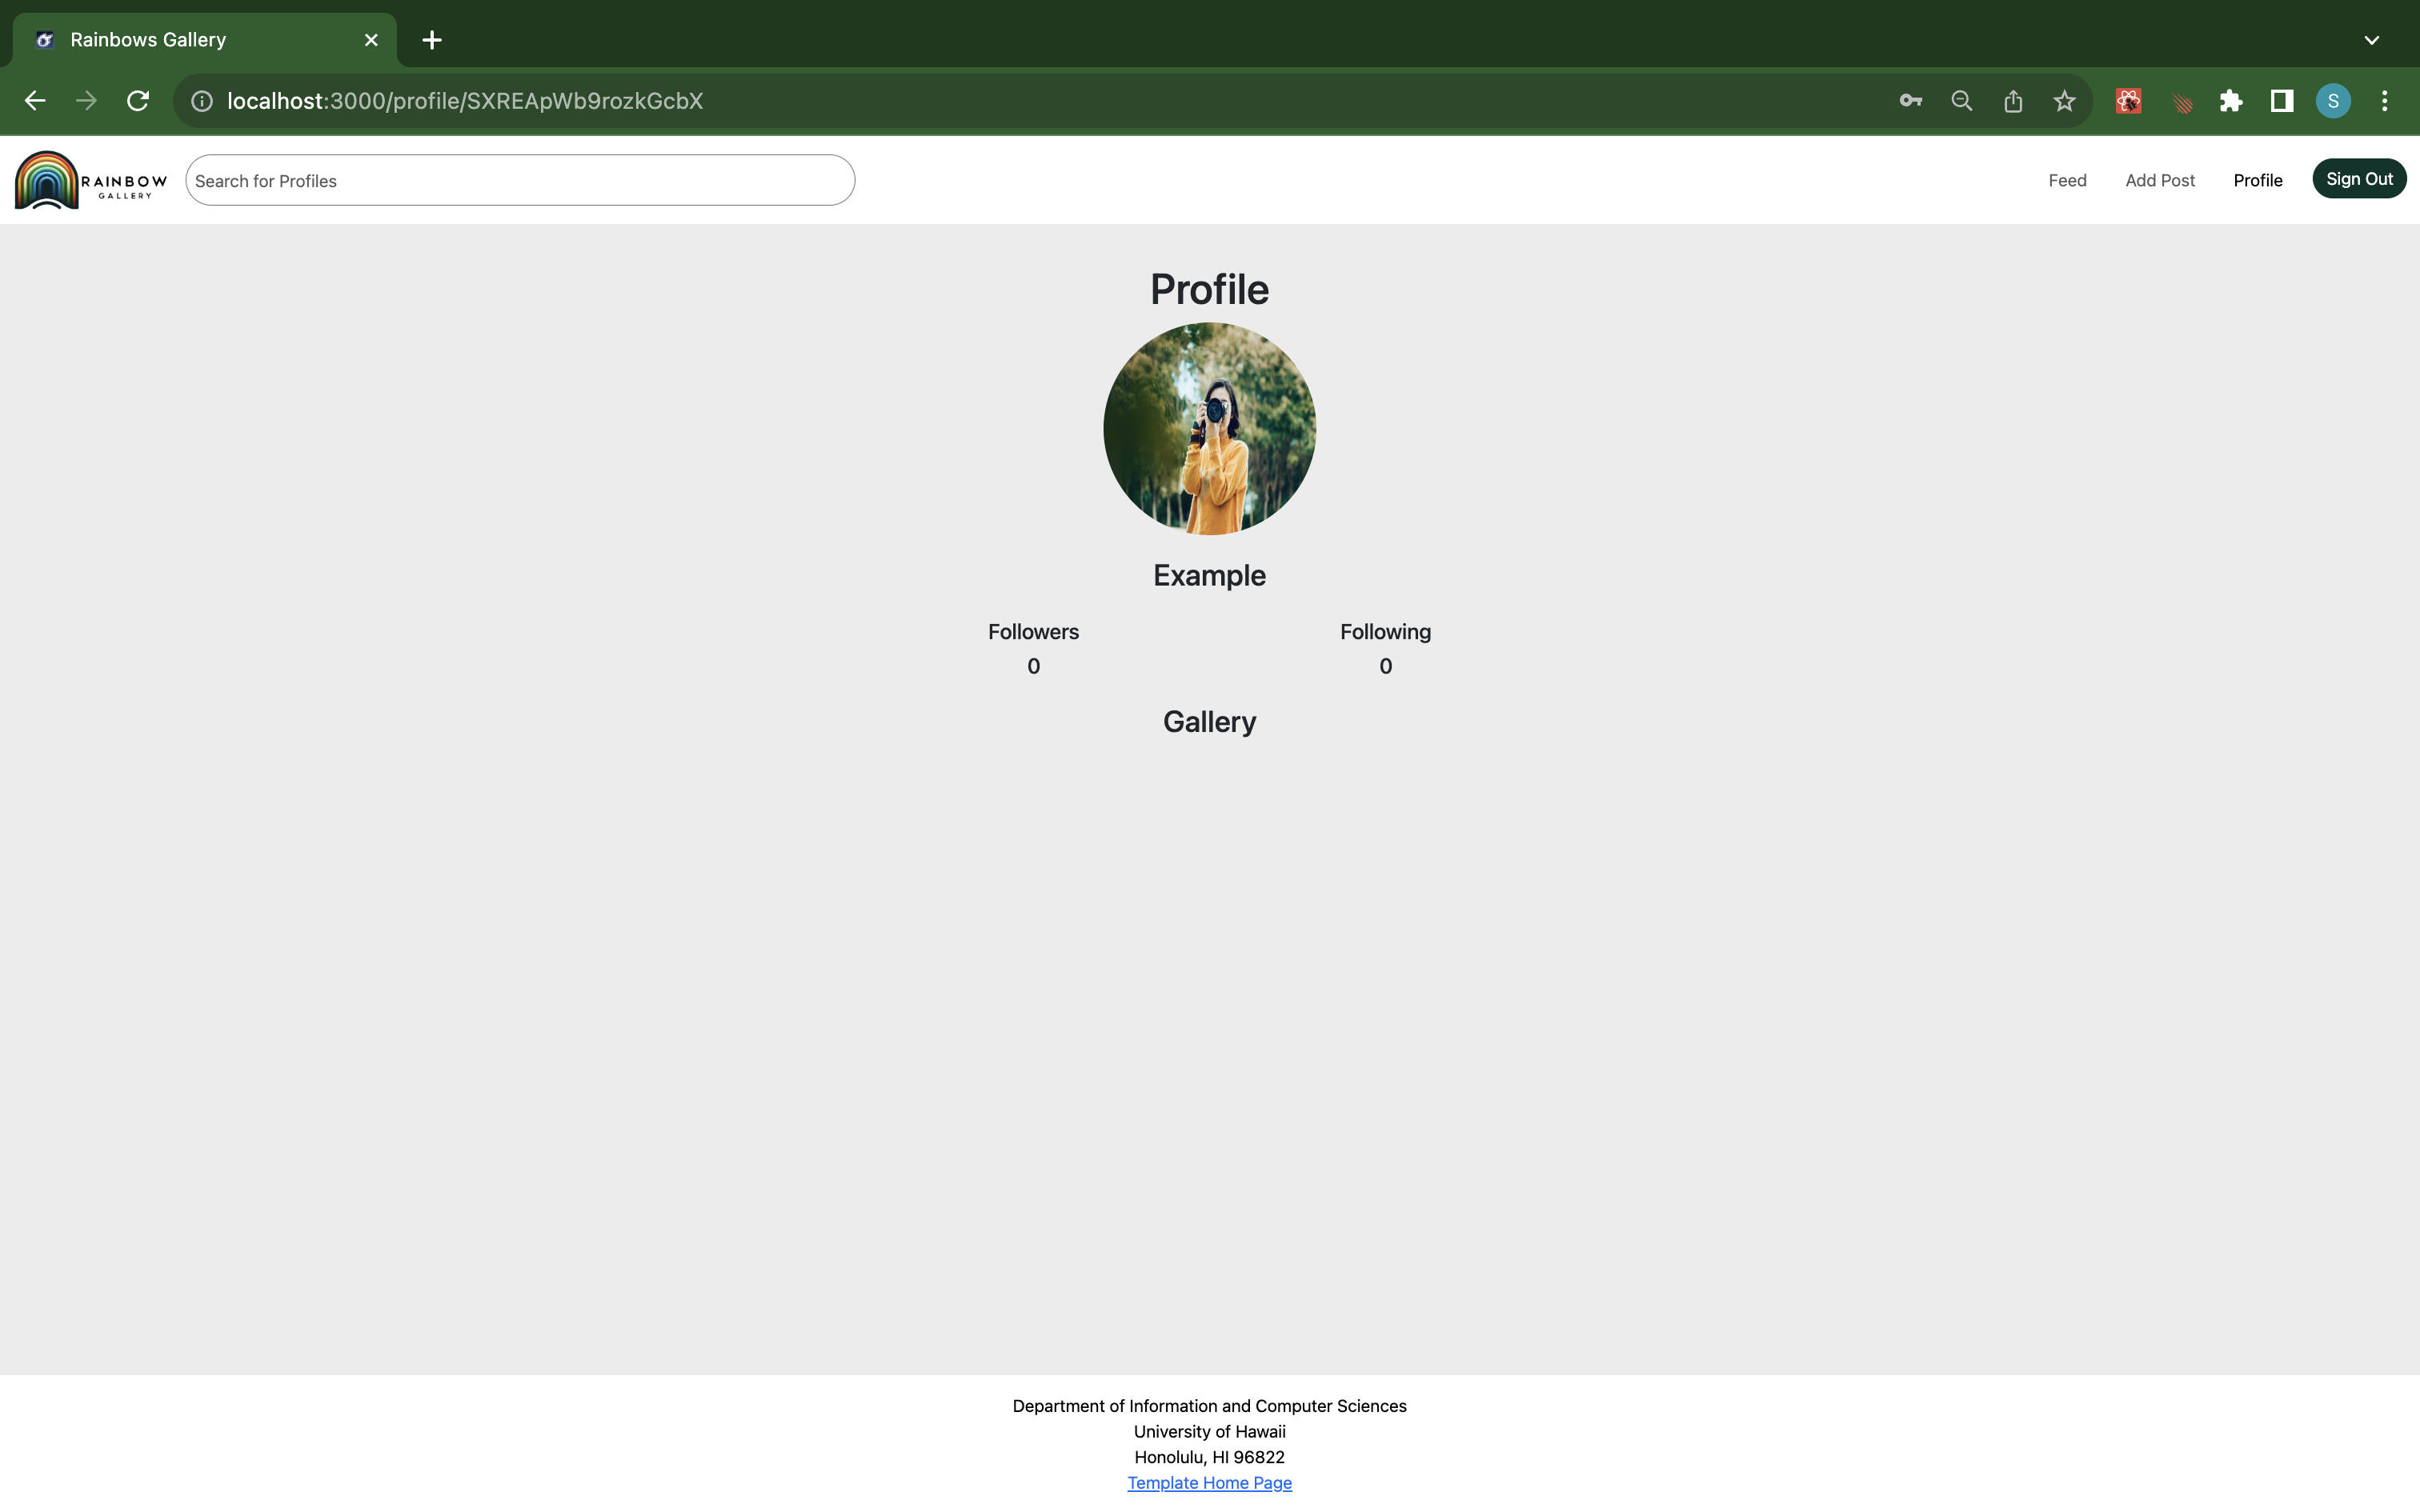 Rainbows Gallery
localhost:3000/profile/SXREApWb9rozkGcbX
S
RAINBOW
GALLERY
Search for Profiles
Feed Add Post Profile Sign Out
Profile
Example
Followers Following
0 0
Gallery
Department of Information and Computer Sciences
University of Hawaii
Honolulu, HI 96822
Template Home Page